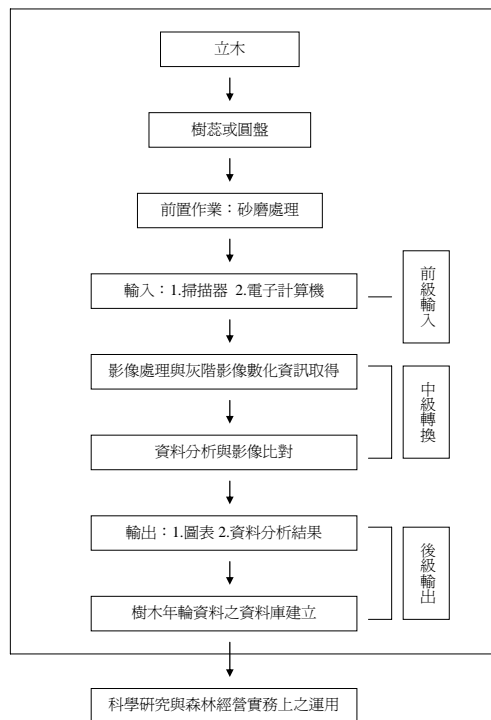 立木
樹蕊或圓盤
前置作業：砂磨處理
輸入：1.掃描器 2.電子計算機
前級輸入
影像處理與灰階影像數化資訊取得
中級轉換
資料分析與影像比對
輸出：1.圖表 2.資料分析結果
後級輸出
樹木年輪資料之資料庫建立
科學研究與森林經營實務上之運用